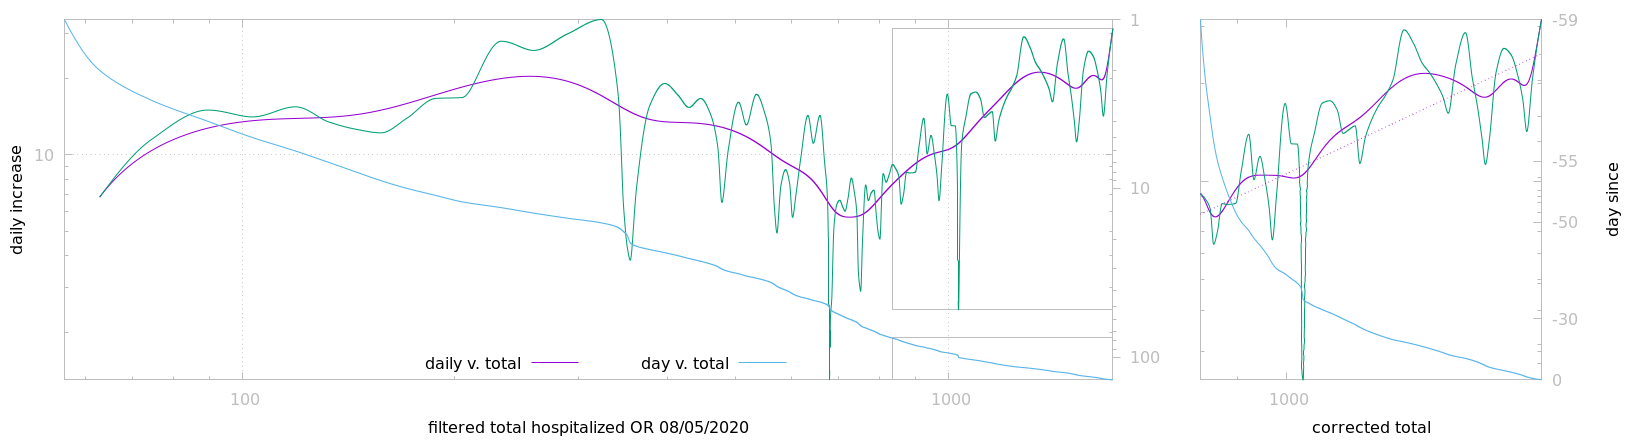 daily increase
10
100
1000
1
10
100
daily v. total
day v. total
filtered total hospitalized OR 08/05/2020
-59
-55
-50
-30
0
day since
1000
corrected total